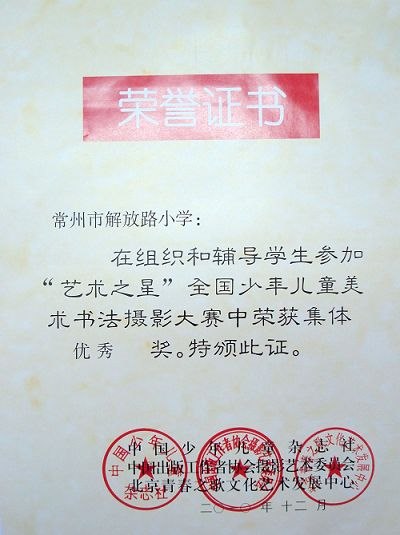 荣誉证书
常州市解放路小学：
在组织和辅导学生参加
“艺术之星”全国少年儿童美
术书法摄影大赛中荣获集体
优秀 奖。特颁此证。
中国少年儿童杂志社
中国出版工作者协会摄影艺术委员会
北京青春之歌文化艺术发展中心
二〇一〇年十二月
杂志社